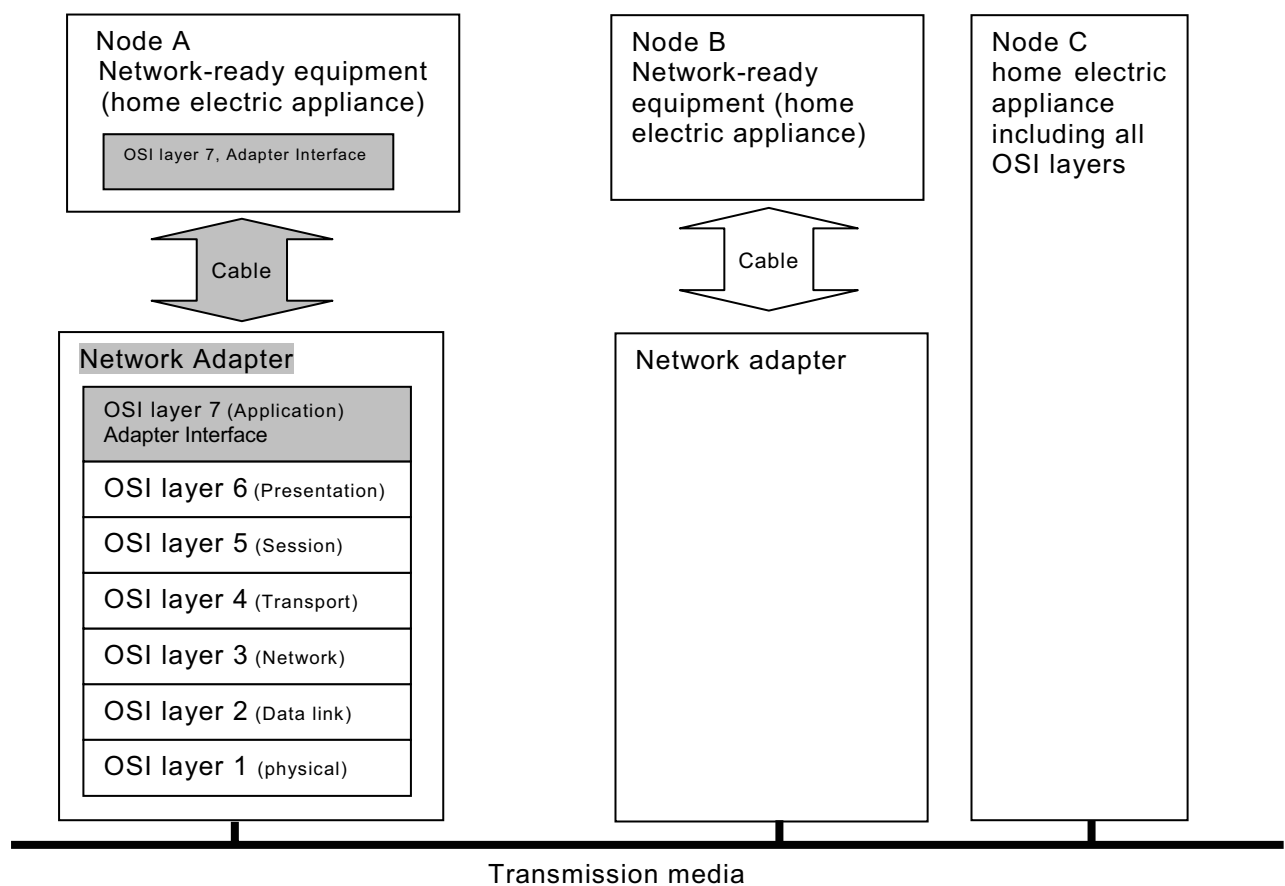 Node A
Network-ready equipment
(home electric appliance)
OSI layer 7, Adapter Interface
Cable
Network Adapter
OSI layer 7 (Application)
Adapter Interface
OSI layer 6 (Presentation)
OSI layer 5 (Session)
OSI layer 4 (Transport)
OSI layer 3 (Network)
OSI layer 2 (Data link)
OSI layer 1 (physical)
Node B
Network-ready
equipment (home
electric appliance)
Cable
Network adapter
Node C
home electric
appliance
including all
OSI layers
Transmission media